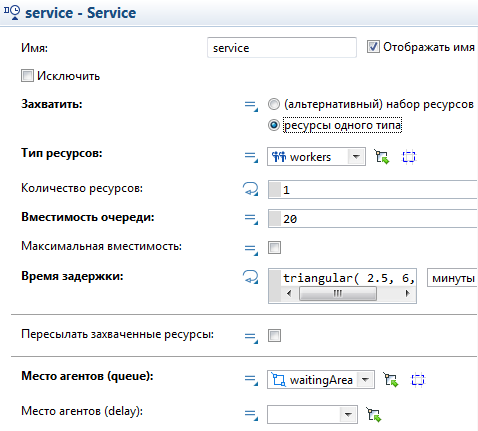 service - Service
Имя: service Отображать имя
Исключить
Захватить: (альтернативный) набор ресурсов
ресурсы одного типа
Тип ресурсов: workers
Количество ресурсов: 1
Вместимость очереди: 20
Максимальная вместимость:
Время задержки: triangular( 2.5, 6, минуты
Пересылать захваченные ресурсы:
Место агентов (queue): waitingArea
Место агентов (delay):